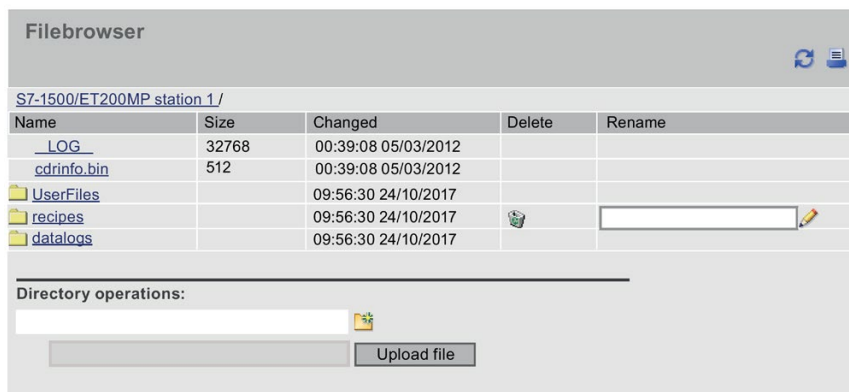 Filebrowser
S7-1500/ET200MP station 1 /
Name Size Changed Delete Rename
__LOG__ 32768 00:39:08 05/03/2012
cdrinfo.bin 512 00:39:08 05/03/2012
UserFiles 09:56:30 24/10/2017
recipes 09:56:30 24/10/2017
datalogs 09:56:30 24/10/2017
Directory operations:
Upload file